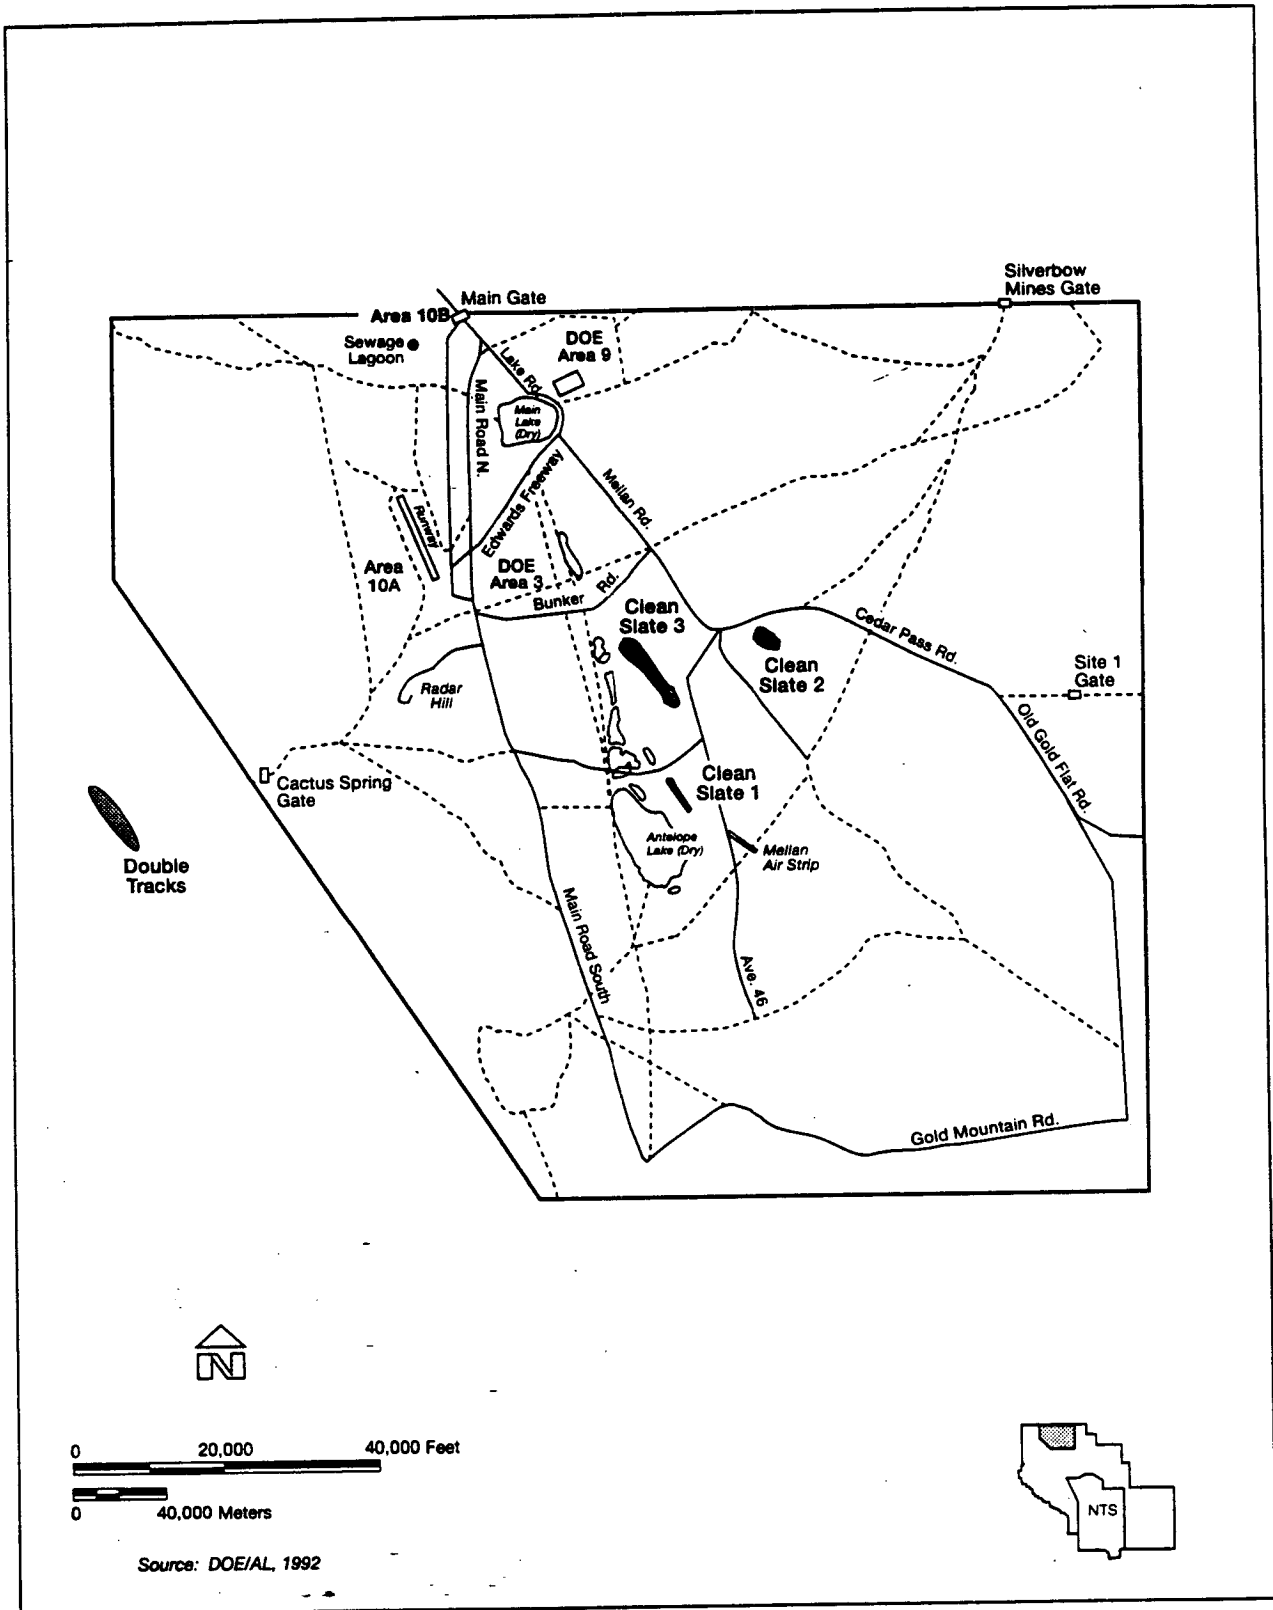 Silverbow
Mines Gate
Main Gate
Area 10B
Sewage
Lagoon
DOE
Area 9
Lake Rd.
Main
Lake
(Dry)
Main Road N.
Edwards Freeway
Mellan Rd.
Runway
Area
10A
DOE
Area 3
Bunker Rd.
Clean
Slate 3
Cedar Pass Rd.
Clean
Slate 2
Site 1
Gate
Radar
Hill
Old Gold Flat Rd.
Cactus Spring
Gate
Clean
Slate 1
Antelope
Lake (Dry)
Mellan
Air Strip
Double
Tracks
Main Road South
Ave. 46
Gold Mountain Rd.
N
0 20,000 40,000 Feet
0 40,000 Meters
NTS
Source: DOE/AL, 1992